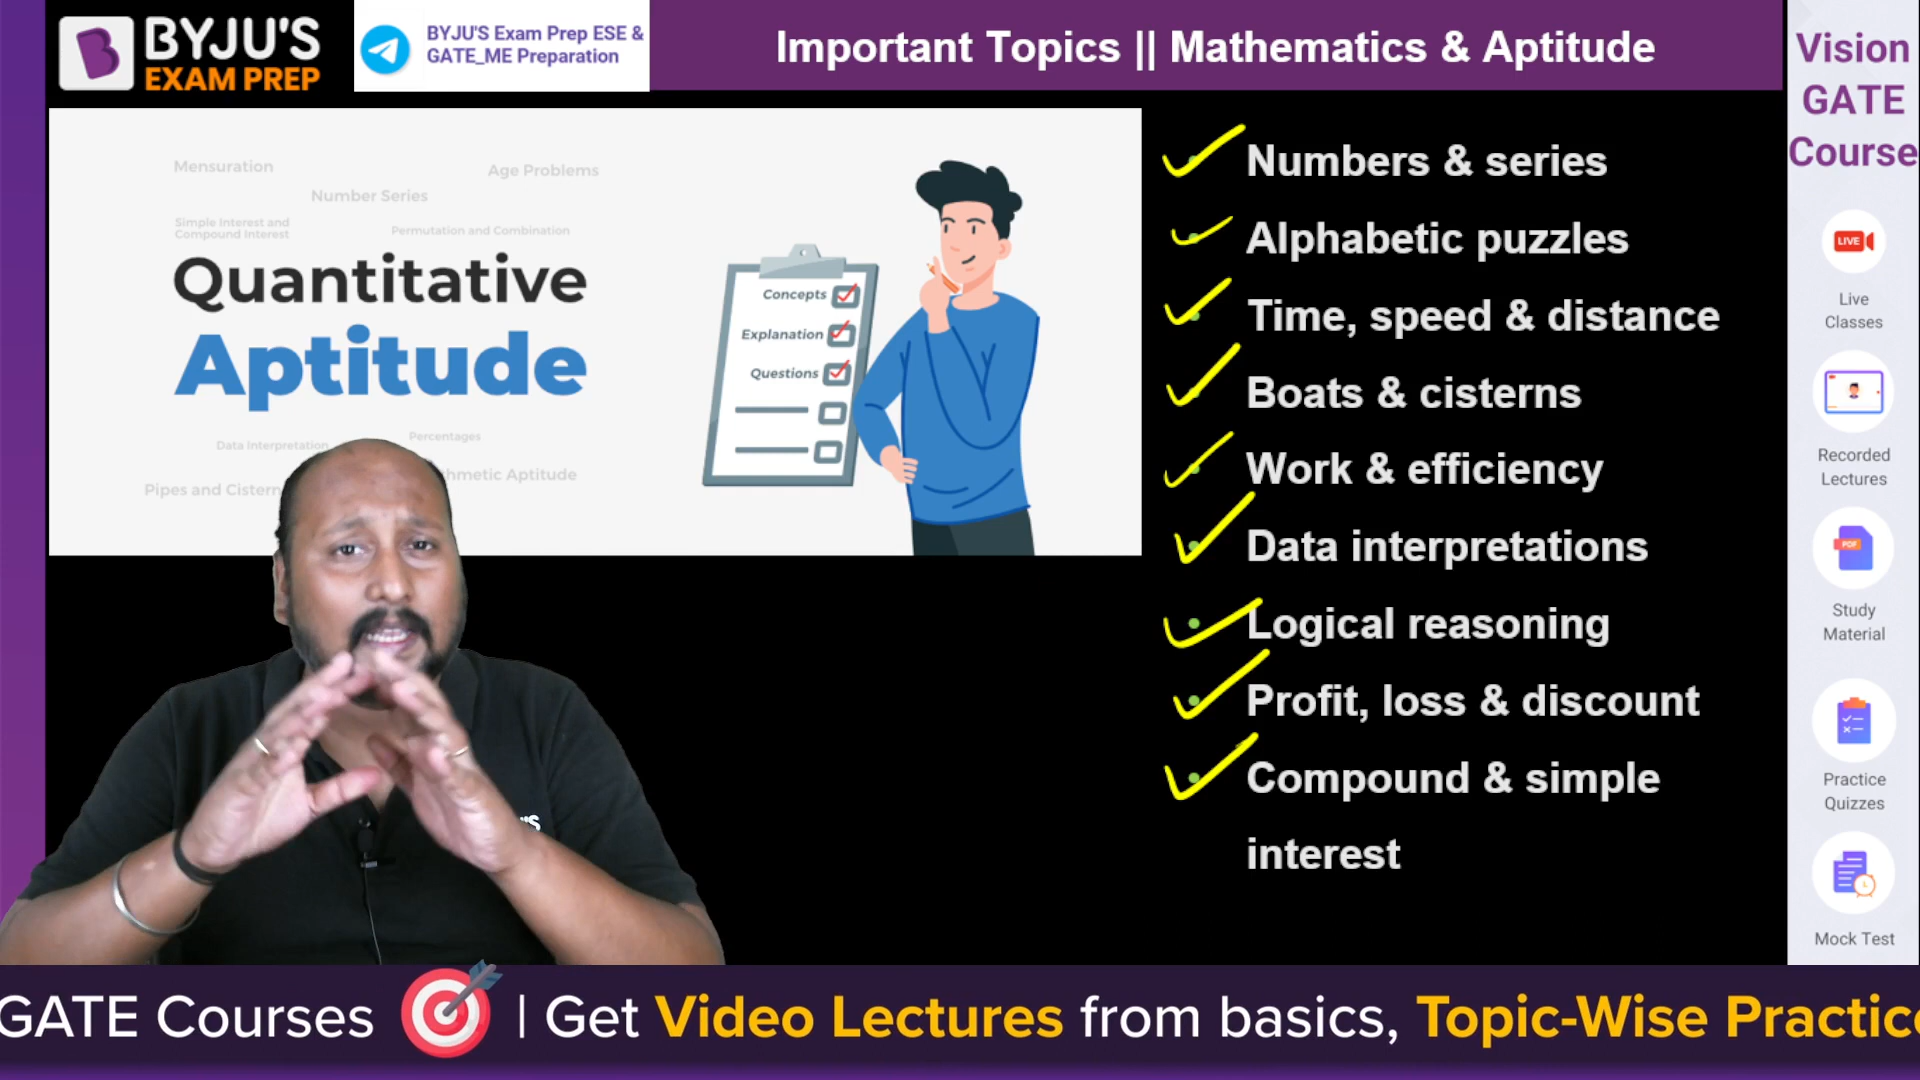 BYJU'S
EXAM PREP
BYJU'S Exam Prep ESE &
GATE_ME Preparation
Important Topics || Mathematics & Aptitude
Vision
GATE
Course
Mensuration
Age Problems
Number Series
Simple Interest and
Compound Interest
Permutation and Combination
Quantitative
Aptitude
Data Interpretation
Percentages
hmetic Aptitude
Pipes and Cistern
Concepts
Explanation
Questions
Numbers & series
Alphabetic puzzles
Time, speed & distance
Boats & cisterns
Work & efficiency
Data interpretations
Logical reasoning
Profit, loss & discount
Compound & simple
interest
LIVE
Live
Classes
Recorded
Lectures
PDF
Study
Material
Practice
Quizzes
Mock Test
'S
GATE Courses | Get Video Lectures from basics, Topic-Wise Practice